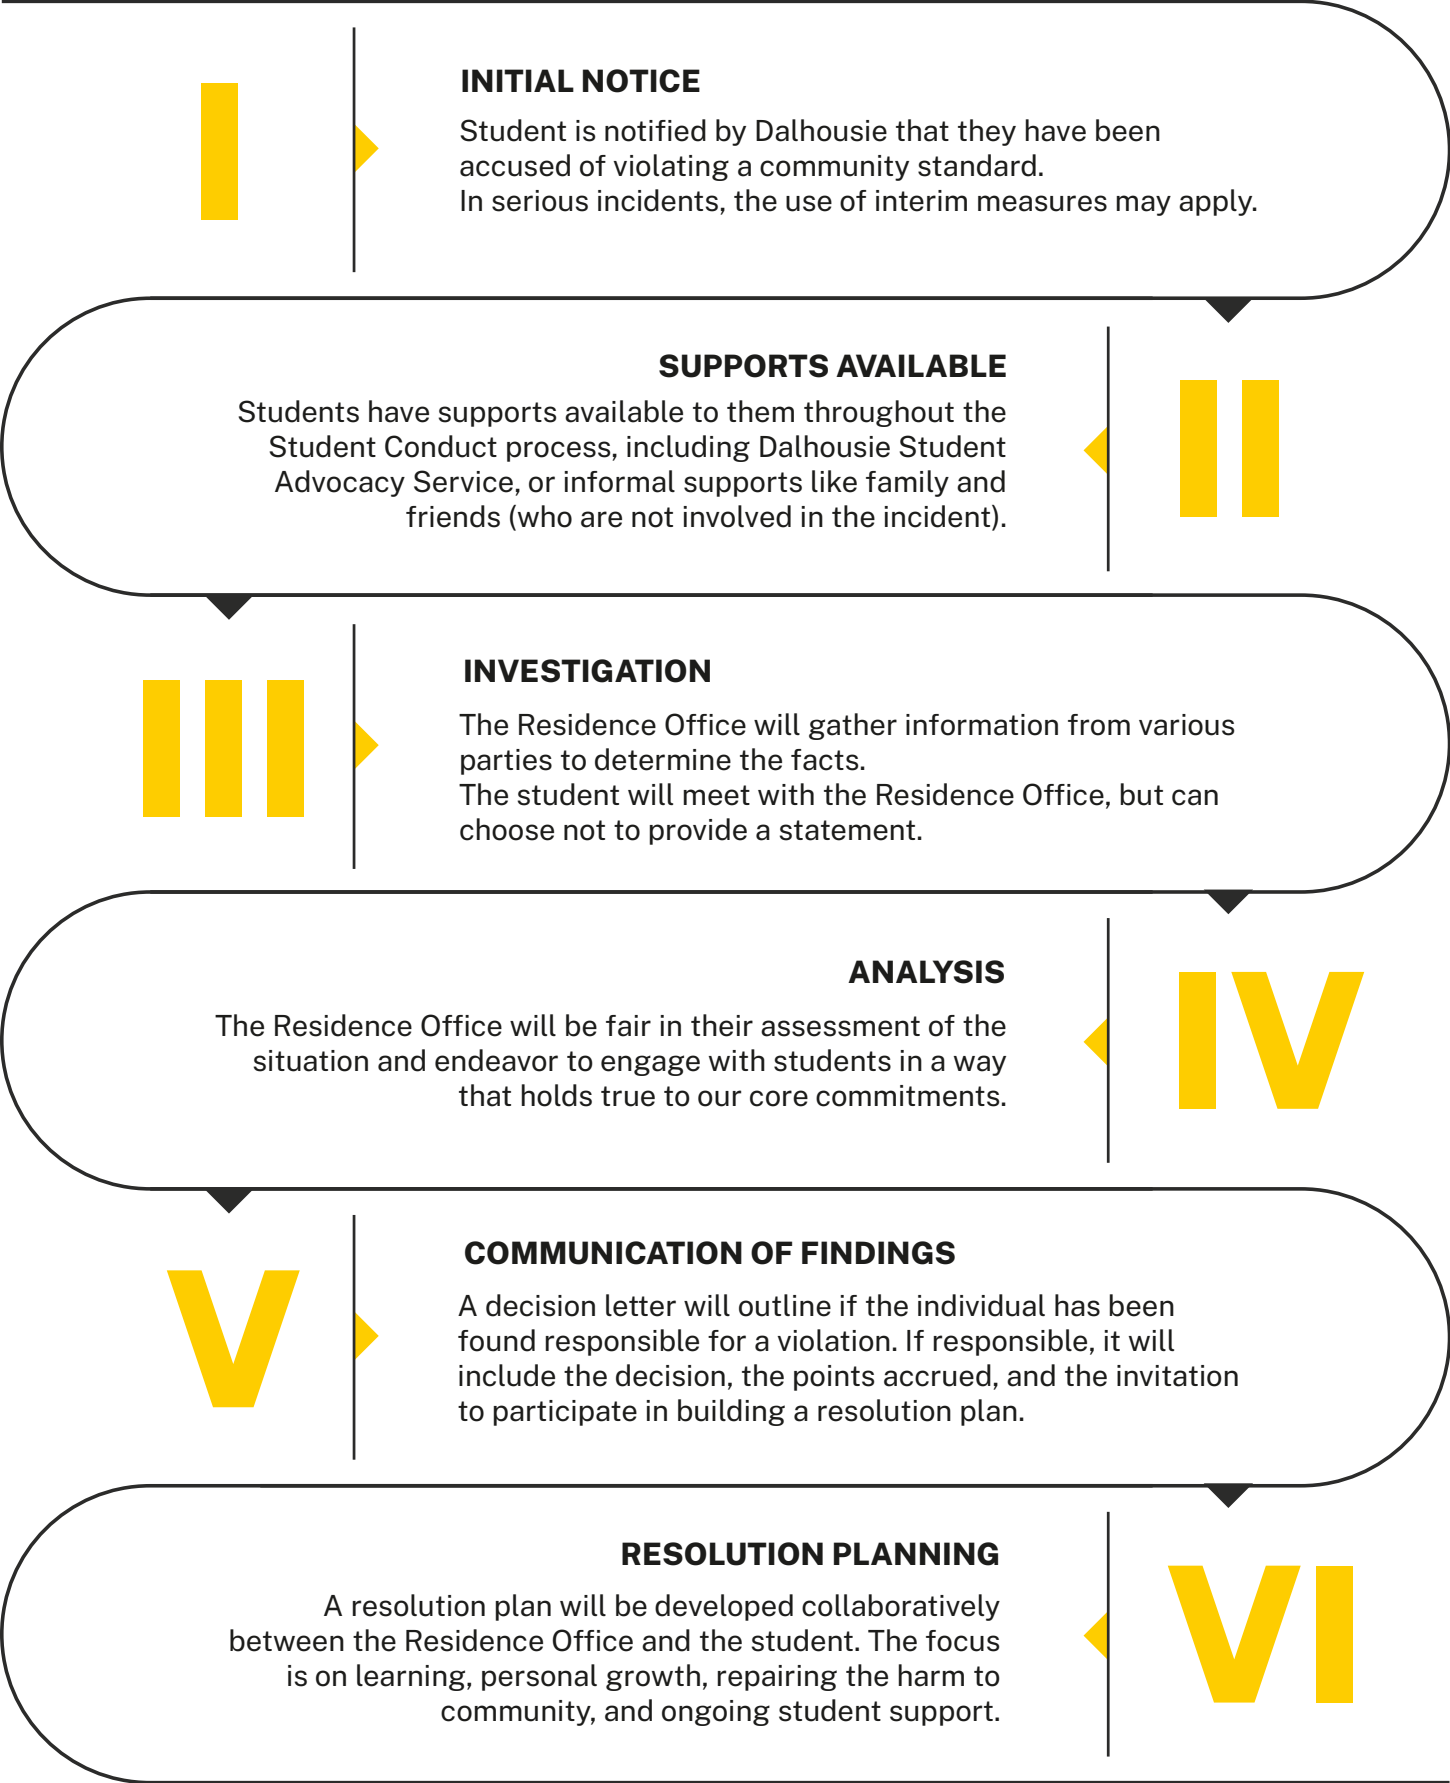 I
INITIAL NOTICE
Student is notified by Dalhousie that they have been
accused of violating a community standard.
In serious incidents, the use of interim measures may apply.
SUPPORTS AVAILABLE
Students have supports available to them throughout the
Student Conduct process, including Dalhousie Student
Advocacy Service, or informal supports like family and
friends (who are not involved in the incident).
II
III
INVESTIGATION
The Residence Office will gather information from various
parties to determine the facts.
The student will meet with the Residence Office, but can
choose not to provide a statement.
ANALYSIS
The Residence Office will be fair in their assessment of the
situation and endeavor to engage with students in a way
that holds true to our core commitments.
IV
V
COMMUNICATION OF FINDINGS
A decision letter will outline if the individual has been
found responsible for a violation. If responsible, it will
include the decision, the points accrued, and the invitation
to participate in building a resolution plan.
RESOLUTION PLANNING
A resolution plan will be developed collaboratively
between the Residence Office and the student. The focus
is on learning, personal growth, repairing the harm to
community, and ongoing student support.
VI